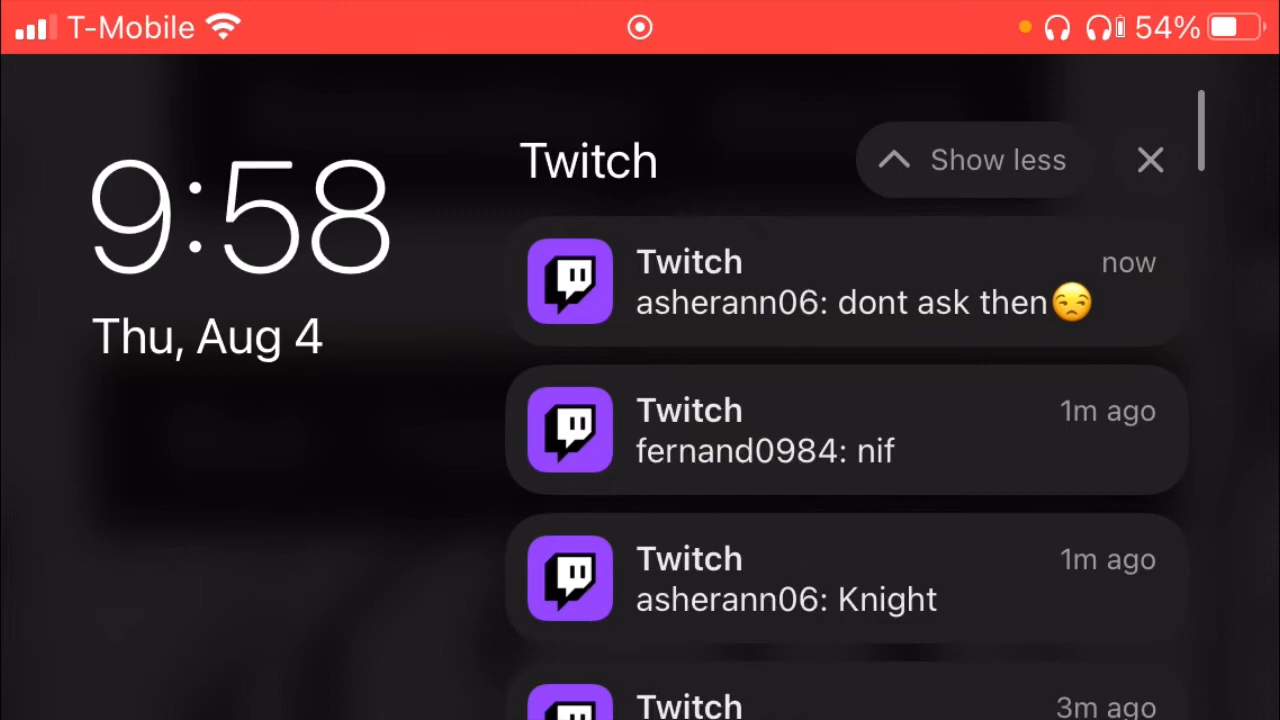 T-Mobile
54%
9:58
Thu, Aug 4
Twitch
Show less
Twitch
now
asherann06: dont ask then😒
Twitch
1m ago
fernand0984: nif
Twitch
1m ago
asherann06: Knight
Twitch
3m ago